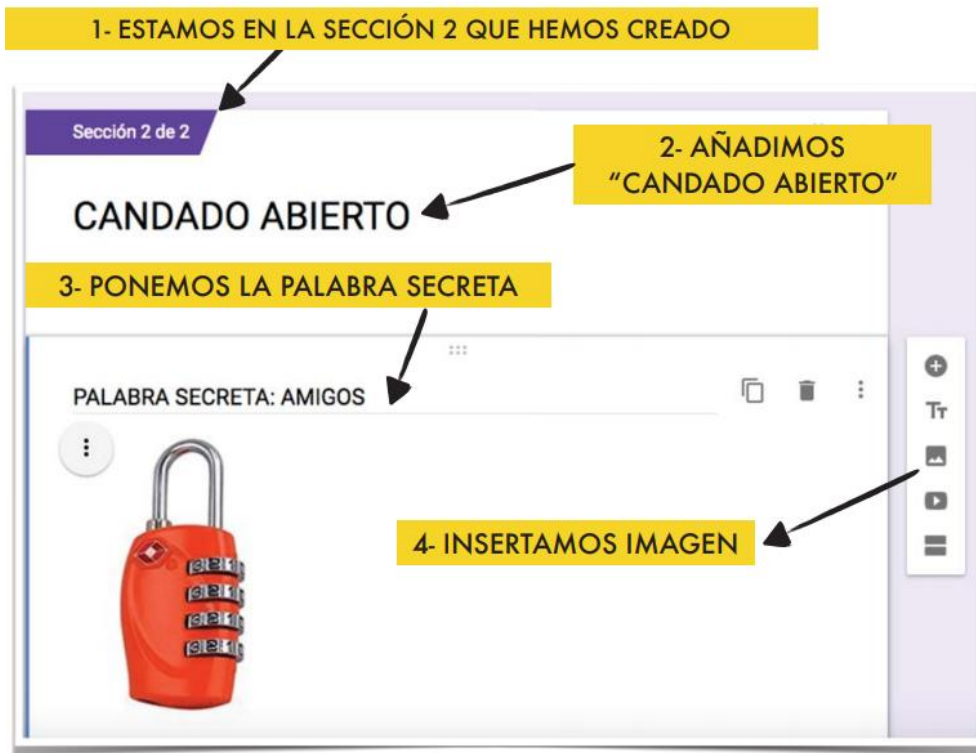 1- ESTAMOS EN LA SECCIÓN 2 QUE HEMOS CREADO
Sección 2 de 2
2- AÑADIMOS
“CANDADO ABIERTO”
CANDADO ABIERTO
3- PONEMOS LA PALABRA SECRETA
PALABRA SECRETA: AMIGOS
Tт
4- INSERTAMOS IMAGEN